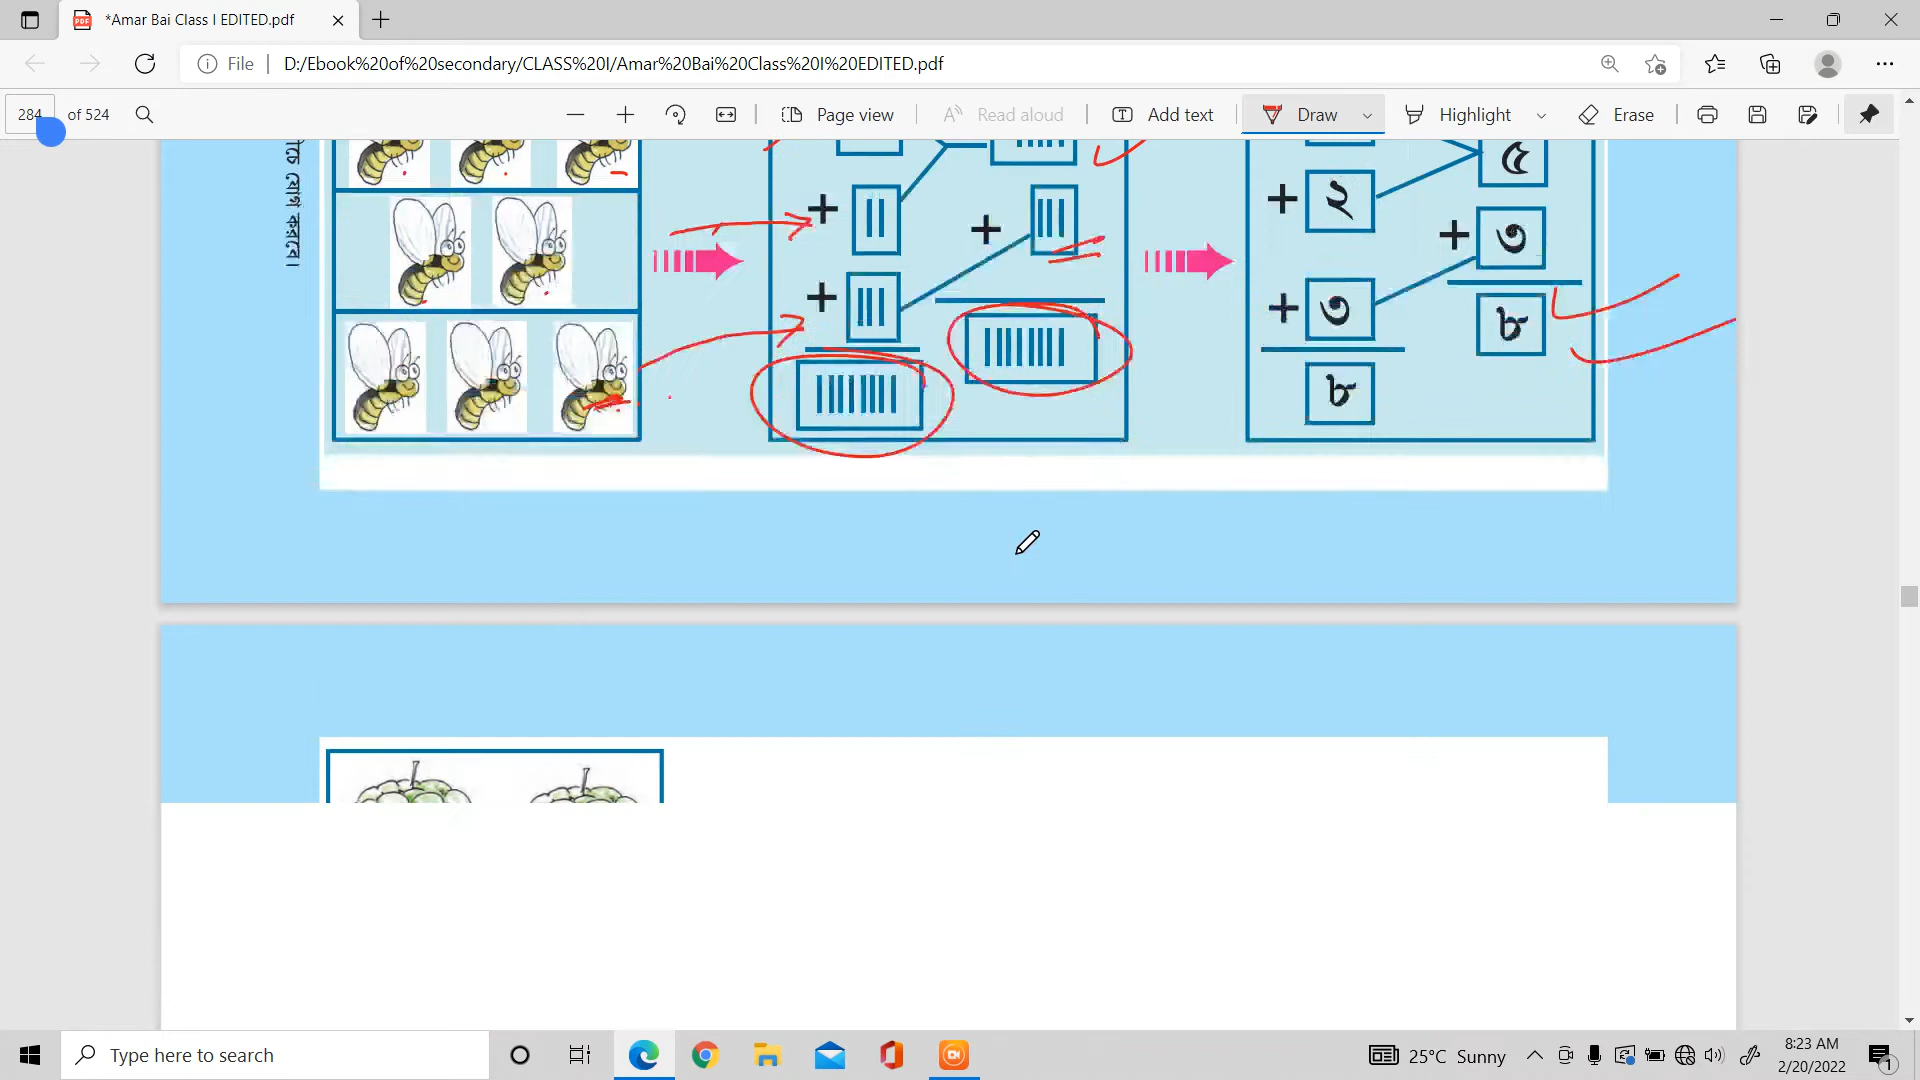 *Amar Bai Class I EDITED.pdf
File
D:/Ebook%20of%20secondary/CLASS%20I/Amar%20Bai%20Class%20I%20EDITED.pdf
284 of 524
Page view
Read aloud
Add text
Draw
Highlight
Erase
যোগ করবে।
+
+
+
+ ২
+ ৩
৫
+ ৩
৮
৮
Type here to search
25°C Sunny
8:23 AM
2/20/2022
1